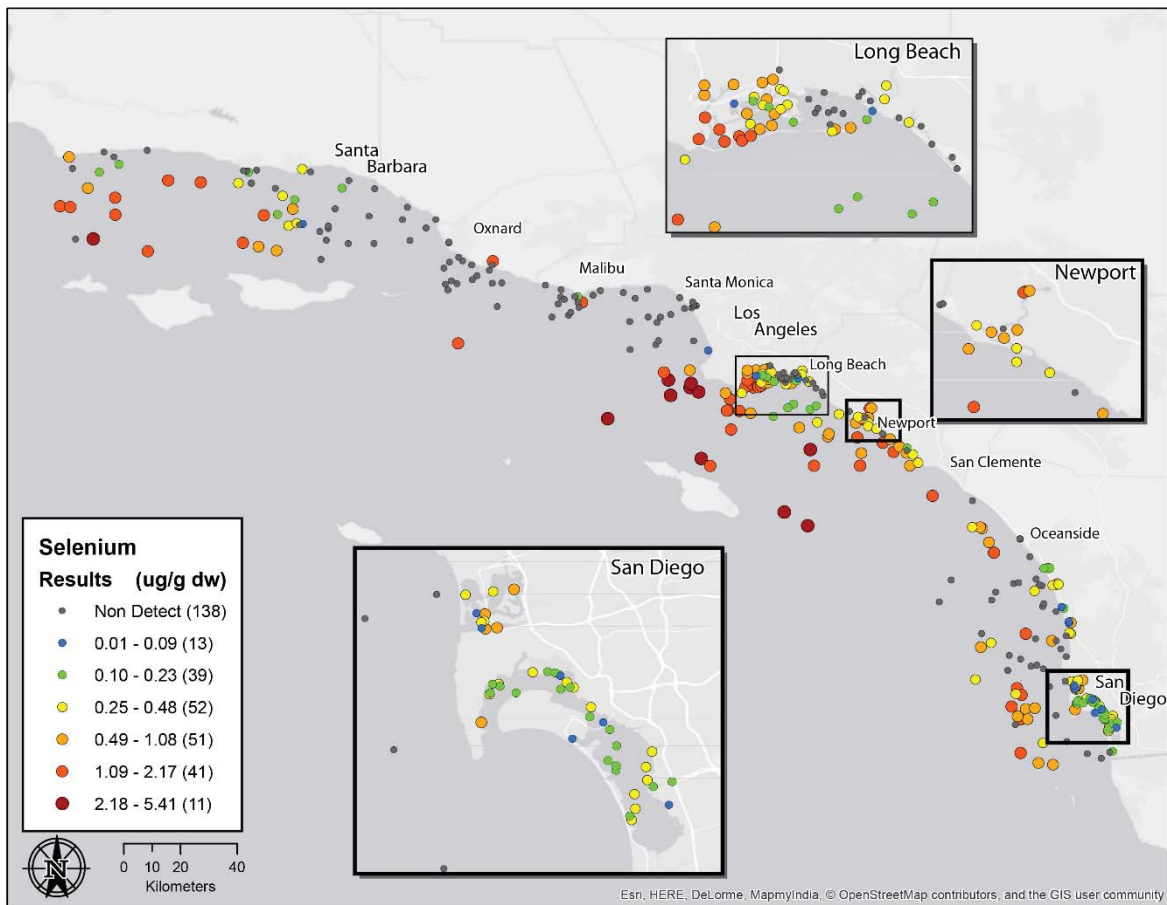 Long Beach
Santa
Barbara
Oxnard
Malibu
Santa Monica
Los
Angeles
Long Beach
Newport
Newport
San Clemente
Oceanside
San Diego
San
Diego
Selenium
Results (ug/g dw)
Non Detect (138)
0.01 - 0.09 (13)
0.10 - 0.23 (39)
0.25 - 0.48 (52)
0.49 - 1.08 (51)
1.09 - 2.17 (41)
2.18 - 5.41 (11)
N
0 10 20 40
Kilometers
Esri, HERE, DeLorme, MapmyIndia, © OpenStreetMap contributors, and the GIS user community